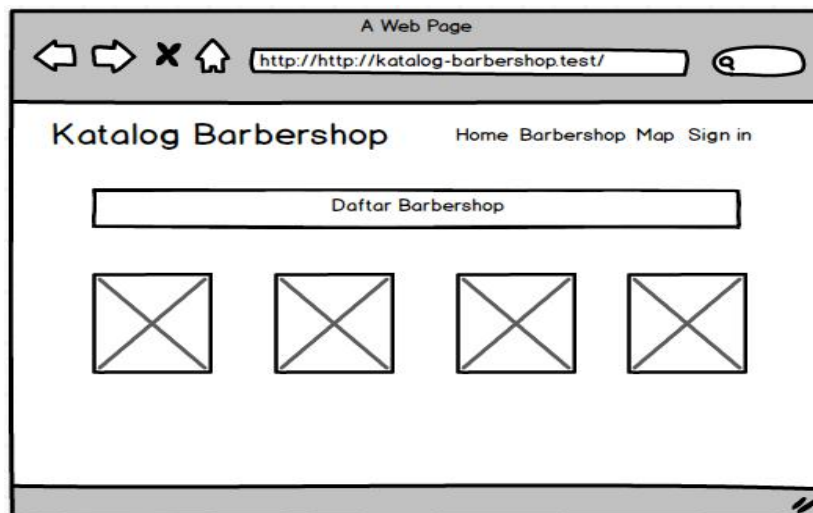 A Web Page
http://http://katalog-barbershop.test/
Katalog Barbershop
Home Barbershop Map Sign in
Daftar Barbershop